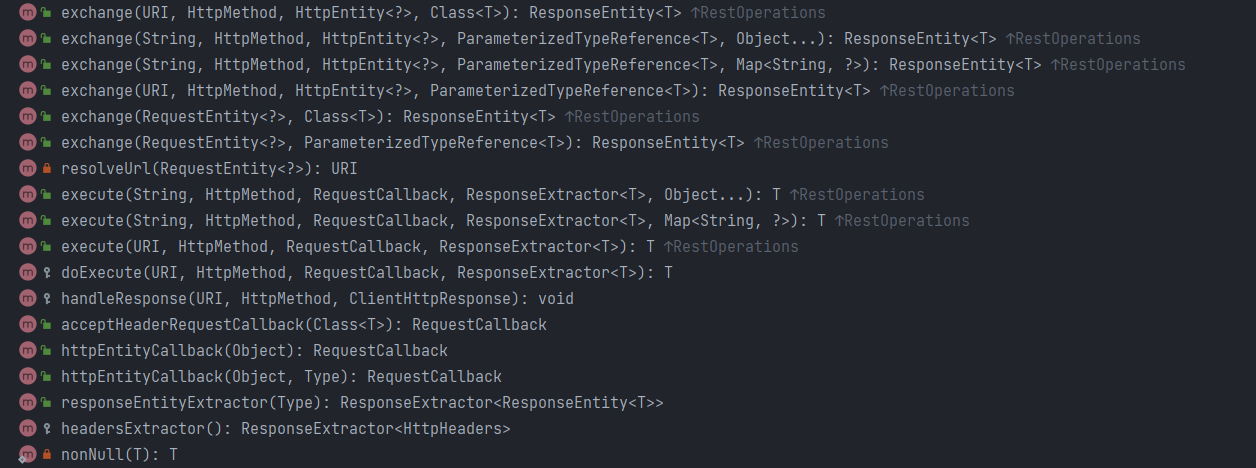 exchange(URI, HttpMethod, HttpEntity<?>, Class<T>): ResponseEntity<T> ↑RestOperations
exchange(String, HttpMethod, HttpEntity<?>, ParameterizedTypeReference<T>, Object...): ResponseEntity<T> ↑RestOperations
exchange(String, HttpMethod, HttpEntity<?>, ParameterizedTypeReference<T>, Map<String, ?>): ResponseEntity<T> ↑RestOperations
exchange(URI, HttpMethod, HttpEntity<?>, ParameterizedTypeReference<T>): ResponseEntity<T> ↑RestOperations
exchange(RequestEntity<?>, Class<T>): ResponseEntity<T> ↑RestOperations
exchange(RequestEntity<?>, ParameterizedTypeReference<T>): ResponseEntity<T> ↑RestOperations
resolveUrl(RequestEntity<?>): URI
execute(String, HttpMethod, RequestCallback, ResponseExtractor<T>, Object...): T ↑RestOperations
execute(String, HttpMethod, RequestCallback, ResponseExtractor<T>, Map<String, ?>): T ↑RestOperations
execute(URI, HttpMethod, RequestCallback, ResponseExtractor<T>): T ↑RestOperations
doExecute(URI, HttpMethod, RequestCallback, ResponseExtractor<T>): T
handleResponse(URI, HttpMethod, ClientHttpResponse): void
acceptHeaderRequestCallback(Class<T>): RequestCallback
httpEntityCallback(Object): RequestCallback
httpEntityCallback(Object, Type): RequestCallback
responseEntityExtractor(Type): ResponseExtractor<ResponseEntity<T>>
headersExtractor(): ResponseExtractor<HttpHeaders>
nonNull(T): T